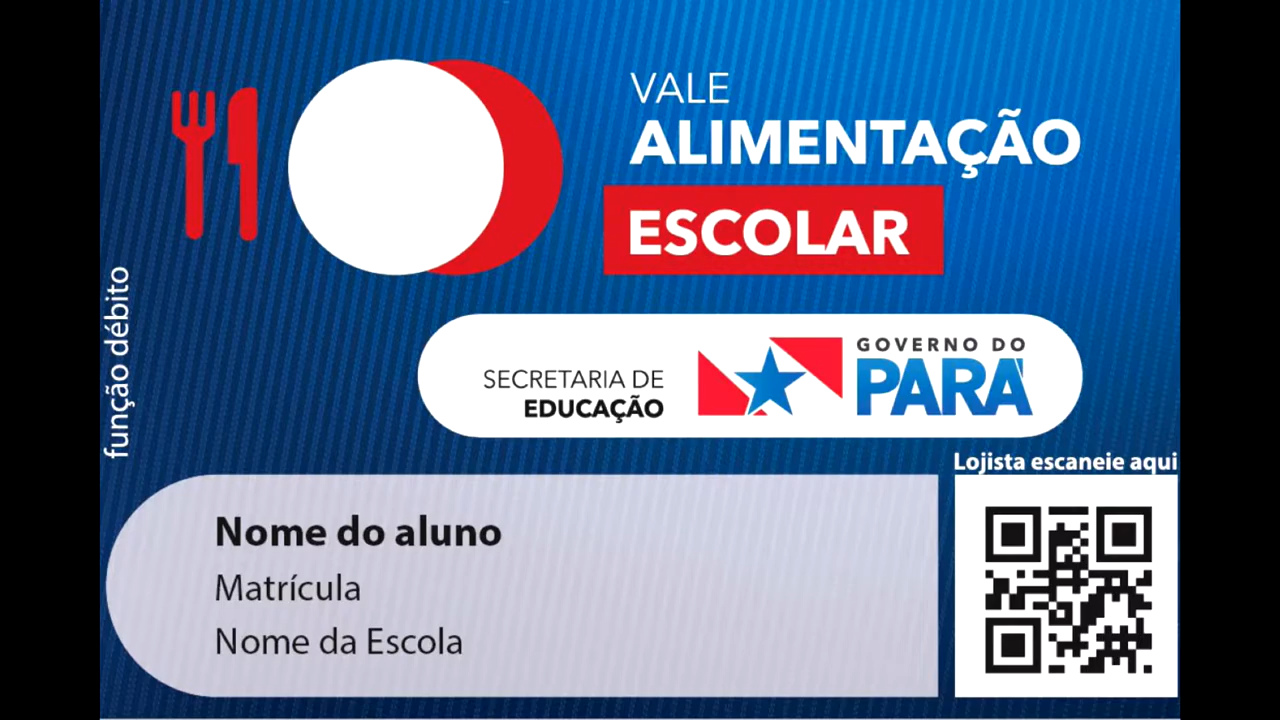 VALE
ALIMENTAÇÃO
ESCOLAR
função débito
SECRETARIA DE
EDUCAÇÃO
GOVERNO DO
PARÁ
Lojista escaneie aqui
Nome do aluno
Matrícula
Nome da Escola